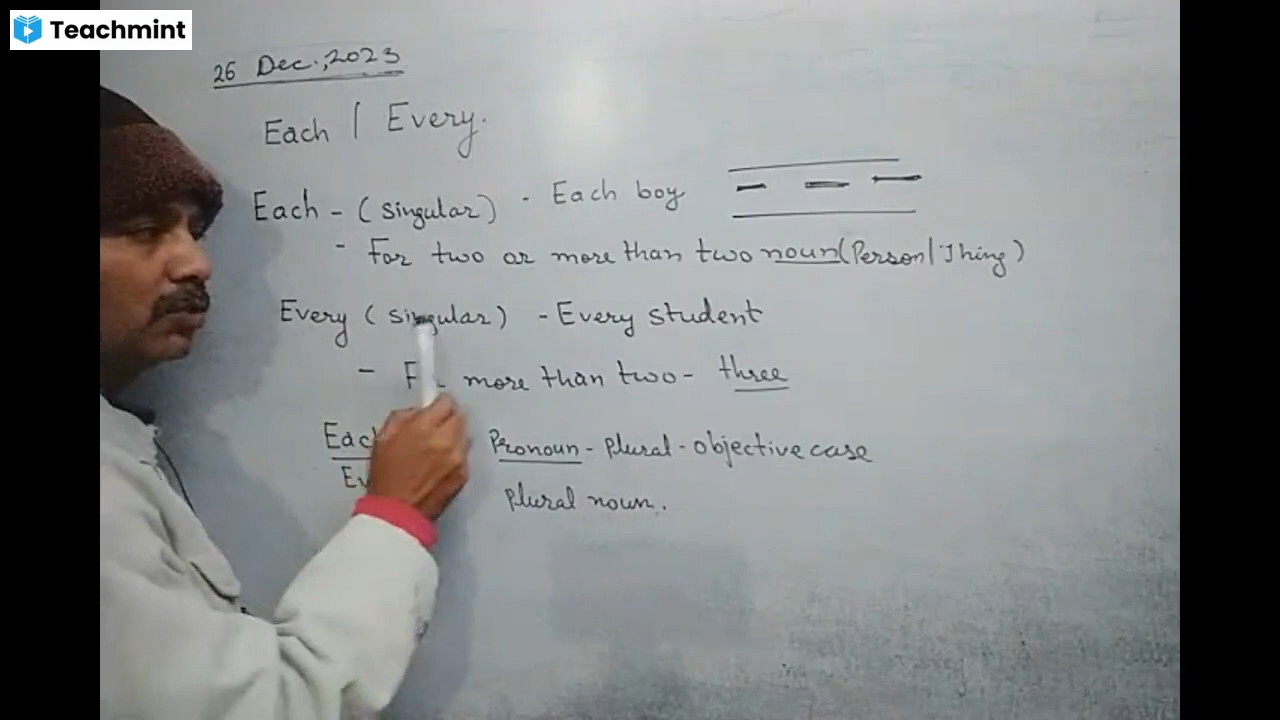 Teachmint
26 Dec., 2023
Each | Every.
Each - (singular) - Each boy
- For two or more than two noun (Person/Thing)
Every (singular) - Every student
- more than two - three
Pronoun - Plural - objective case
Plural noun.